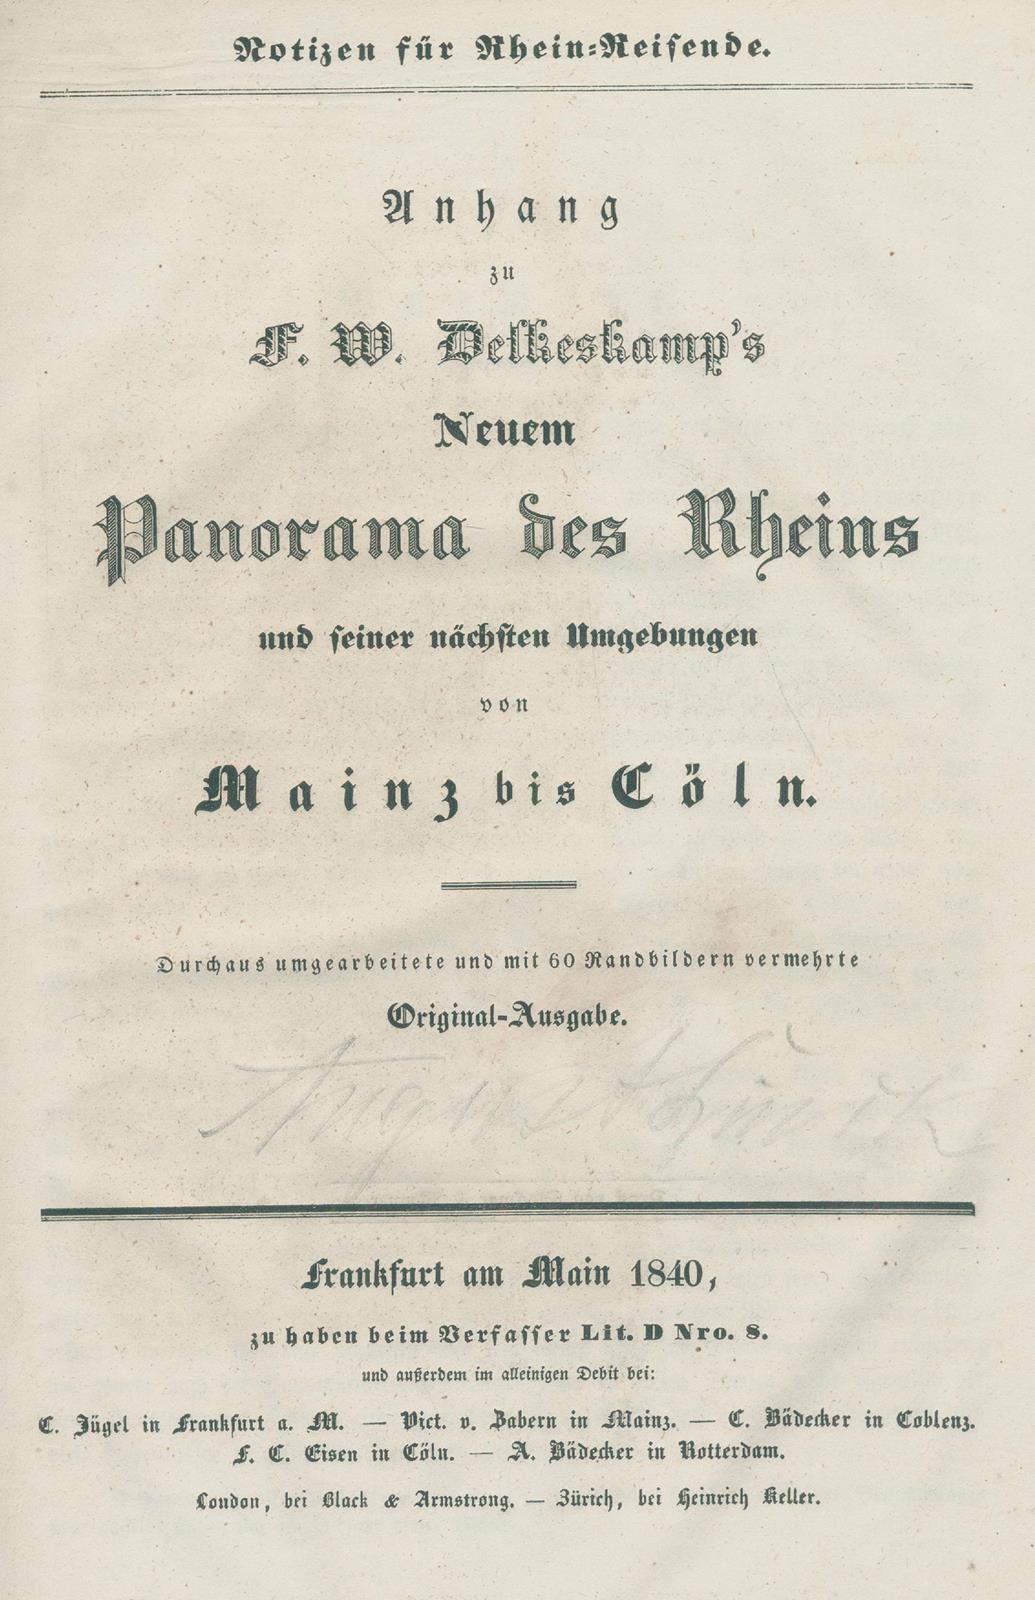 Notizen für Rhein-Reisende.
Anhang
zu
F. W. Delkeskamp's
Neuem
Panorama des Rheins
und seiner nächsten Umgebungen
von
Mainz bis Cöln.
Durchaus umgearbeitete und mit 60 Randbildern vermehrte
Original-Ausgabe.
August
Frankfurt am Main 1840,
zu haben beim Verfasser Lit. D Nro. 8.
und außerdem im alleinigen Debit bei:
C. Jügel in Frankfurt a. M. — Vict. v. Zabern in Mainz. — C. Bädecker in Coblenz.
F. C. Eisen in Cöln. — A. Bädecker in Rotterdam.
London, bei Black & Armstrong. — Zürich, bei Heinrich Keller.